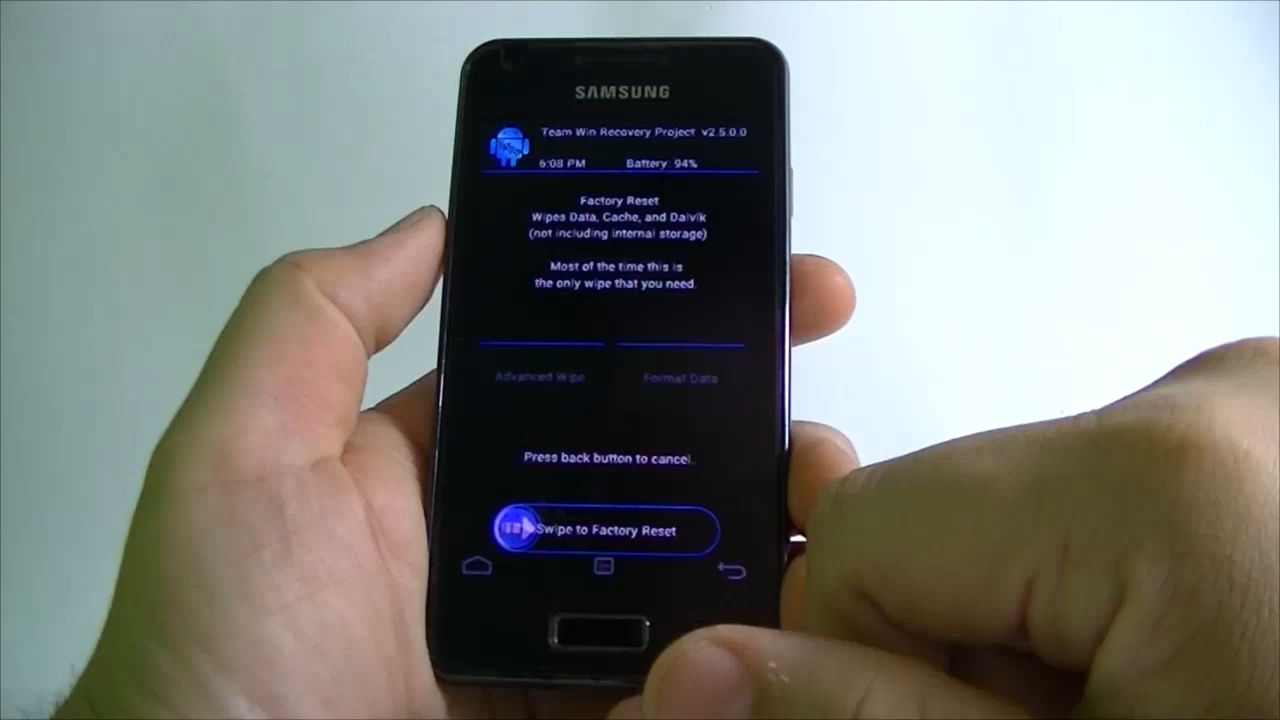 SAMSUNG
Team Win Recovery Project v2.5.0.0
6:08 PM Battery: 94%
Factory Reset
Wipes Data, Cache, and Dalvik
(not including internal storage)
Most of the time this is
the only wipe that you need.
Advanced Wipe Format Data
Press back button to cancel.
Swipe to Factory Reset